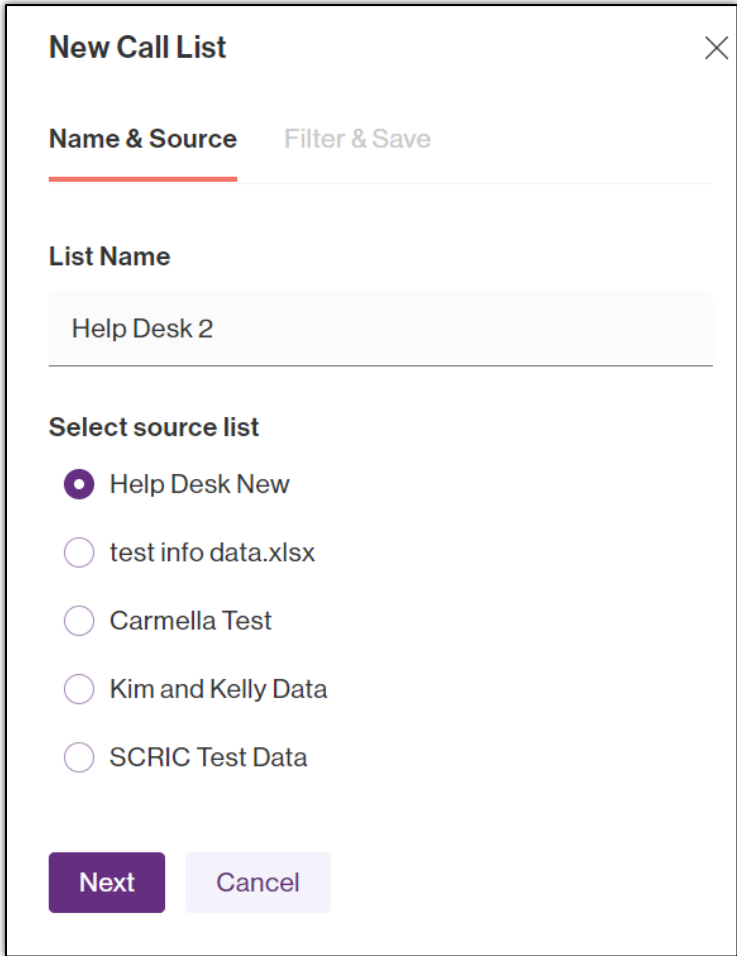 New Call List
Name & Source Filter & Save
List Name
Help Desk 2
Select source list
Help Desk New
test info data.xlsx
Carmella Test
Kim and Kelly Data
SCRIC Test Data
Next Cancel